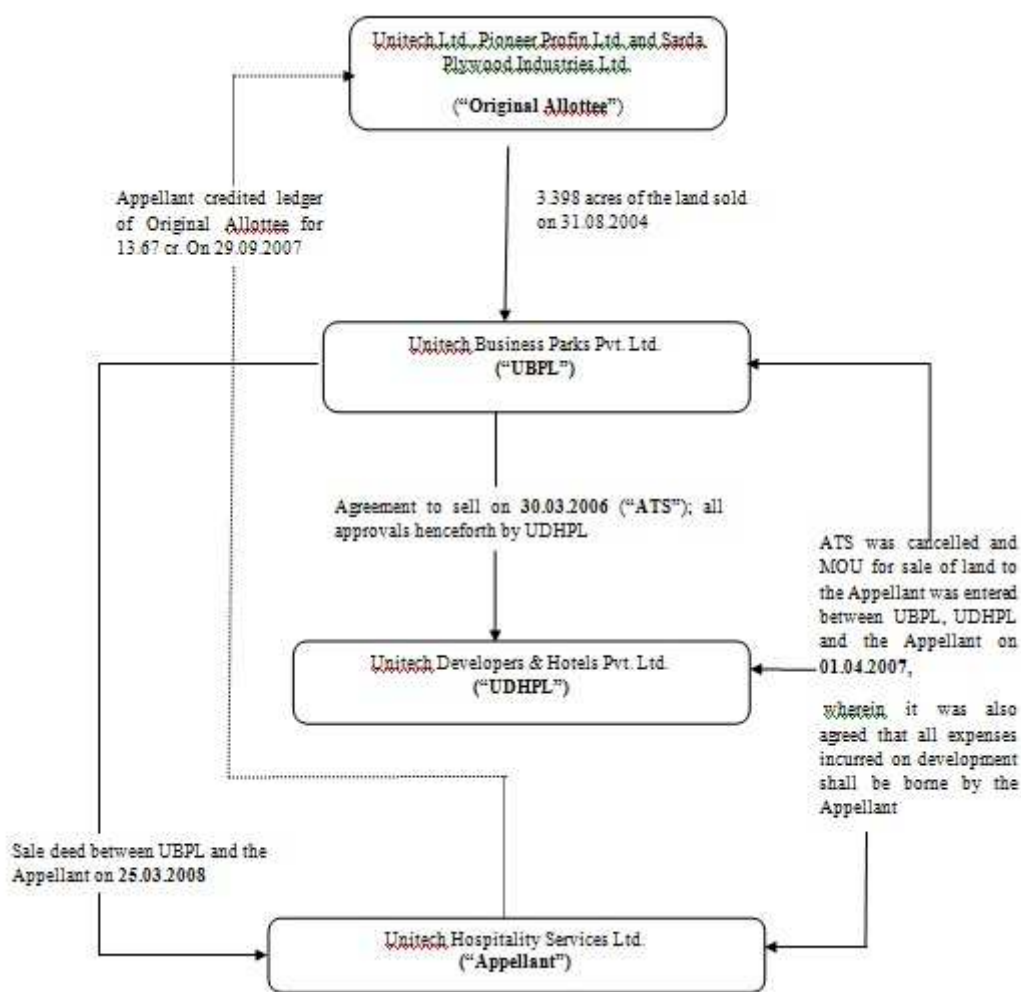 Unitech Ltd., Pioneer Profin Ltd. and Sarda
Plywood Industries Ltd.
("Original Allottee")
Appellant credited ledger
of Original Allottee for
13.67 cr. On 29.09.2007
3.398 acres of the land sold
on 31.08.2004
Unitech Business Parks Pvt. Ltd.
("UBPL")
Agreement to sell on 30.03.2006 ("ATS"); all
approvals henceforth by UDHPL
ATS was cancelled and
MOU for sale of land to
the Appellant was entered
between UBPL, UDHPL
and the Appellant on
01.04.2007,
wherein it was also
agreed that all expenses
incurred on development
shall be borne by the
Appellant
Unitech Developers & Hotels Pvt. Ltd.
("UDHPL")
Sale deed between UBPL and the
Appellant on 25.03.2008
Unitech Hospitality Services Ltd.
("Appellant")